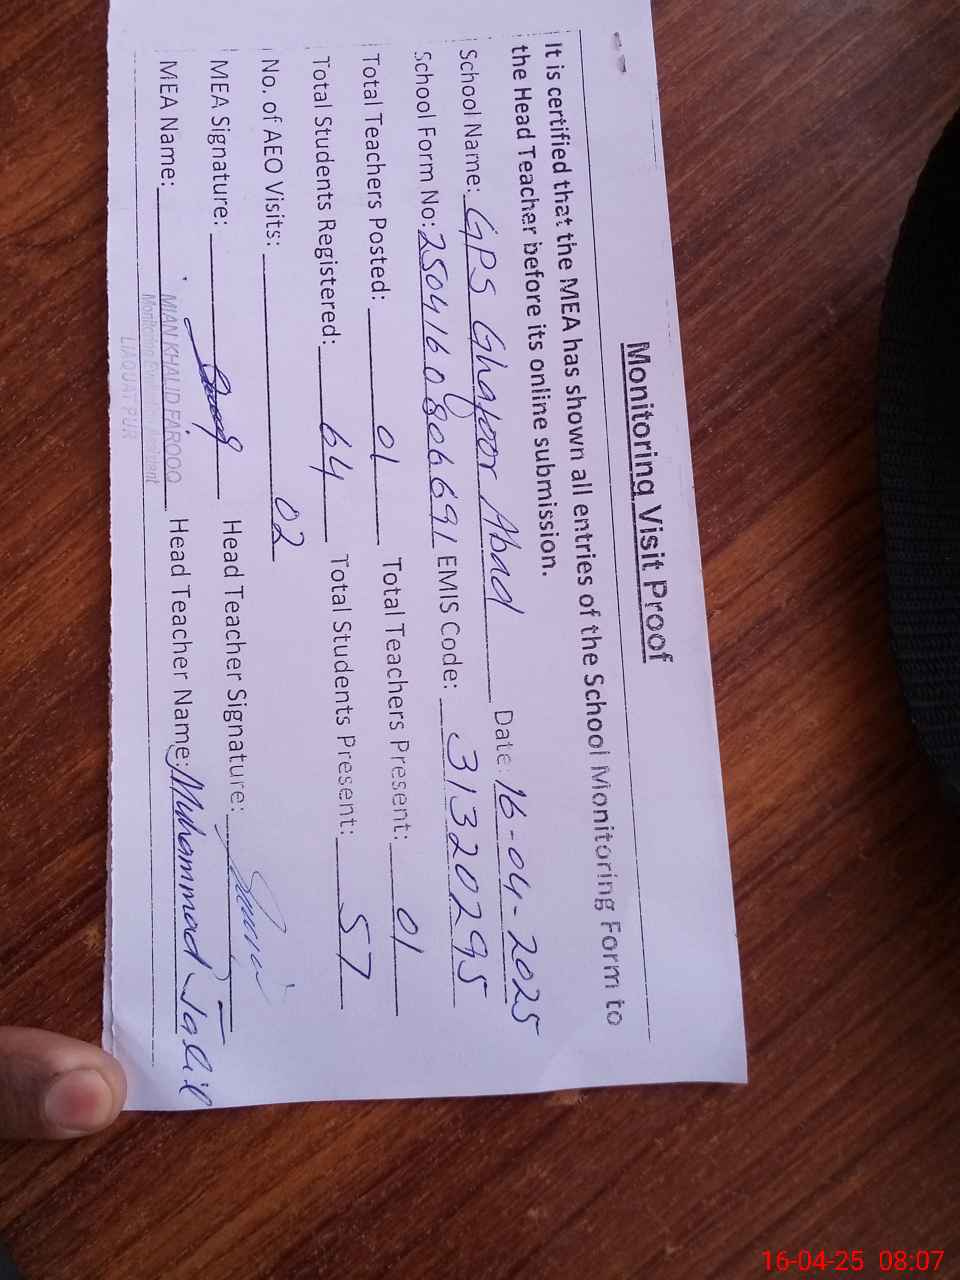 Monitoring Visit Proof
It is certified that the MEA has shown all entries of the School Monitoring Form to
the Head Teacher before its online submission.
School Name: GPS Ghafoor Abad Date: 16-04-2025
School Form No: 2504160806691 EMIS Code: 31320295
Total Teachers Posted: 01 Total Teachers Present: 01
Total Students Registered: 64 Total Students Present: 57
No. of AEO Visits: 02
MEA Signature: Head Teacher Signature:
MEA Name: MIAN KHALID FAROOQ Head Teacher Name: Muhammad
LIAQUATPUR
16-04-25 08:07